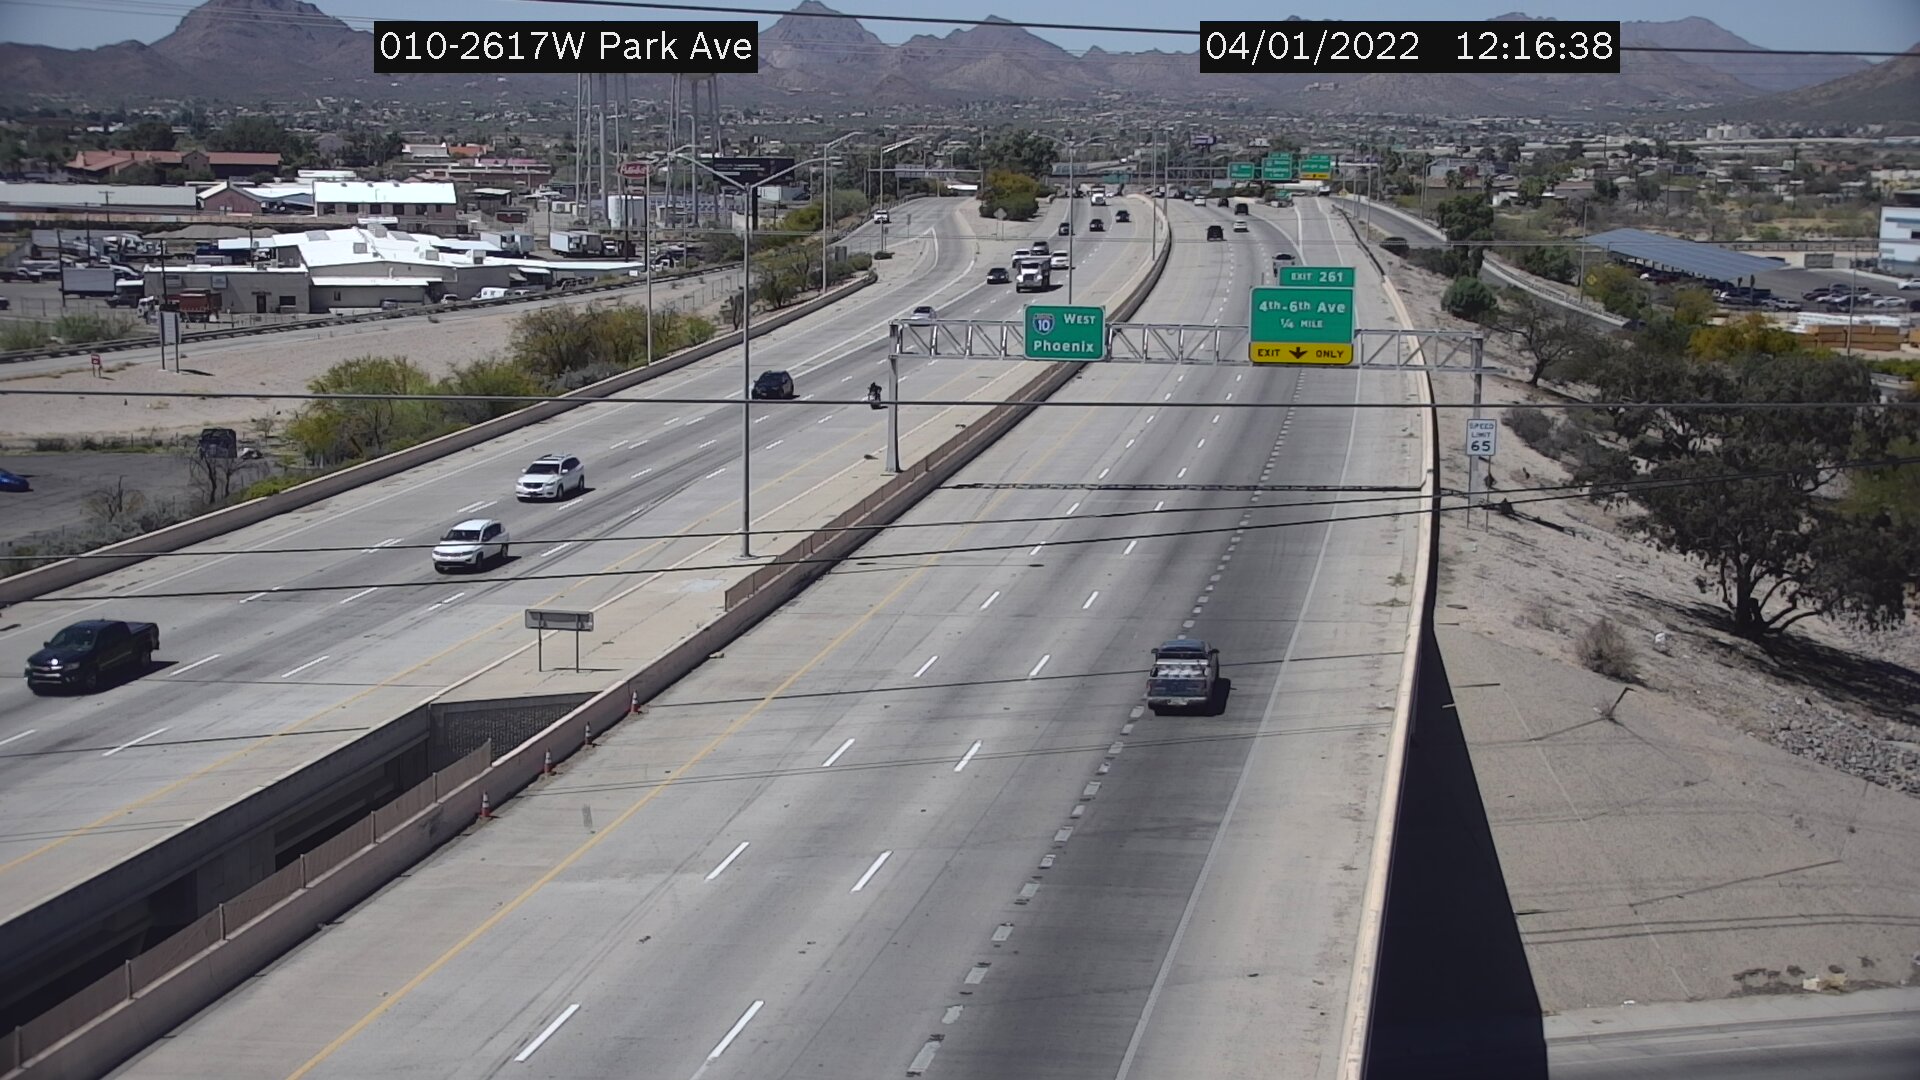 010-2617W Park Ave
04/01/2022 12:16:38
EXIT 261
4th-6th Ave
1/4 MILE
EXIT ONLY
10 WEST
Phoenix
SPEED
LIMIT
65